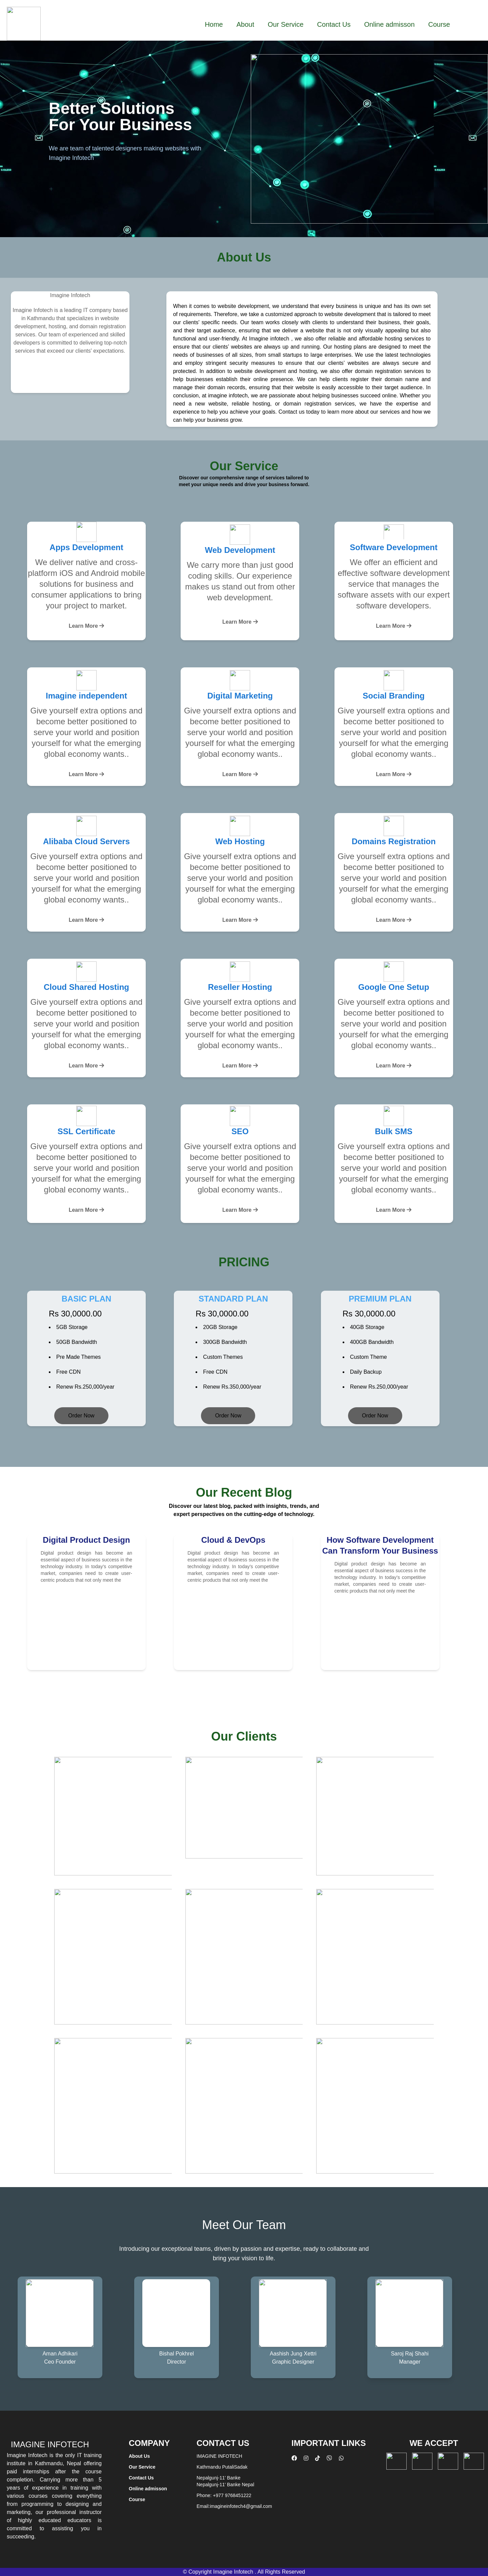 Home About Our Service Contact Us Online admisson Course
Better Solutions
For Your Business
We are team of talented designers making websites with
Imagine Infotech
About Us
Imagine Infotech
Imagine Infotech is a leading IT company based
in Kathmandu that specializes in website
development, hosting, and domain registration
services. Our team of experienced and skilled
developers is committed to delivering top-notch
services that exceed our clients' expectations.
When it comes to website development, we understand that every business is unique and has its own set
of requirements. Therefore, we take a customized approach to website development that is tailored to meet
our clients' specific needs. Our team works closely with clients to understand their business, their goals,
and their target audience, ensuring that we deliver a website that is not only visually appealing but also
functional and user-friendly. At Imagine infotech , we also offer reliable and affordable hosting services to
ensure that our clients' websites are always up and running. Our hosting plans are designed to meet the
needs of businesses of all sizes, from small startups to large enterprises. We use the latest technologies
and employ stringent security measures to ensure that our clients' websites are always secure and
protected. In addition to website development and hosting, we also offer domain registration services to
help businesses establish their online presence. We can help clients register their domain name and
manage their domain records, ensuring that their website is easily accessible to their target audience. In
conclusion, at imagine infotech, we are passionate about helping businesses succeed online. Whether you
need a new website, reliable hosting, or domain registration services, we have the expertise and
experience to help you achieve your goals. Contact us today to learn more about our services and how we
can help your business grow.
Our Service
Discover our comprehensive range of services tailored to
meet your unique needs and drive your business forward.
Apps Development
We deliver native and cross-
platform iOS and Android mobile
solutions for business and
consumer applications to bring
your project to market.
Learn More →
Web Development
We carry more than just good
coding skills. Our experience
makes us stand out from other
web development.
Learn More →
Software Development
We offer an efficient and
effective software development
service that manages the
software assets with our expert
software developers.
Learn More →
Imagine independent
Give yourself extra options and
become better positioned to
serve your world and position
yourself for what the emerging
global economy wants..
Learn More →
Digital Marketing
Give yourself extra options and
become better positioned to
serve your world and position
yourself for what the emerging
global economy wants..
Learn More →
Social Branding
Give yourself extra options and
become better positioned to
serve your world and position
yourself for what the emerging
global economy wants..
Learn More →
Alibaba Cloud Servers
Give yourself extra options and
become better positioned to
serve your world and position
yourself for what the emerging
global economy wants..
Learn More →
Web Hosting
Give yourself extra options and
become better positioned to
serve your world and position
yourself for what the emerging
global economy wants..
Learn More →
Domains Registration
Give yourself extra options and
become better positioned to
serve your world and position
yourself for what the emerging
global economy wants..
Learn More →
Cloud Shared Hosting
Give yourself extra options and
become better positioned to
serve your world and position
yourself for what the emerging
global economy wants..
Learn More →
Reseller Hosting
Give yourself extra options and
become better positioned to
serve your world and position
yourself for what the emerging
global economy wants..
Learn More →
Google One Setup
Give yourself extra options and
become better positioned to
serve your world and position
yourself for what the emerging
global economy wants..
Learn More →
SSL Certificate
Give yourself extra options and
become better positioned to
serve your world and position
yourself for what the emerging
global economy wants..
Learn More →
SEO
Give yourself extra options and
become better positioned to
serve your world and position
yourself for what the emerging
global economy wants..
Learn More →
Bulk SMS
Give yourself extra options and
become better positioned to
serve your world and position
yourself for what the emerging
global economy wants..
Learn More →
PRICING
BASIC PLAN
Rs 30,0000.00
• 5GB Storage
• 50GB Bandwidth
• Pre Made Themes
• Free CDN
• Renew Rs.250,000/year
Order Now
STANDARD PLAN
Rs 30,0000.00
• 20GB Storage
• 300GB Bandwidth
• Custom Themes
• Free CDN
• Renew Rs.350,000/year
Order Now
PREMIUM PLAN
Rs 30,0000.00
• 40GB Storage
• 400GB Bandwidth
• Custom Theme
• Daily Backup
• Renew Rs.250,000/year
Order Now
Our Recent Blog
Discover our latest blog, packed with insights, trends, and
expert perspectives on the cutting-edge of technology.
Digital Product Design
Digital product design has become an
essential aspect of business success in the
technology industry. In today's competitive
market, companies need to create user-
centric products that not only meet the
Cloud & DevOps
Digital product design has become an
essential aspect of business success in the
technology industry. In today's competitive
market, companies need to create user-
centric products that not only meet the
How Software Development
Can Transform Your Business
Digital product design has become an
essential aspect of business success in the
technology industry. In today's competitive
market, companies need to create user-
centric products that not only meet the
Our Clients
Meet Our Team
Introducing our exceptional teams, driven by passion and expertise, ready to collaborate and
bring your vision to life.
Aman Adhikari
Ceo Founder
Bishal Pokhrel
Director
Aashish Jung Xettri
Graphic Designer
Saroj Raj Shahi
Manager
IMAGINE INFOTECH
Imagine Infotech is the only IT training
institute in Kathmandu, Nepal offering
paid internships after the course
completion. Carrying more than 5
years of experience in training with
various courses covering everything
from programming to designing and
marketing, our professional instructor
of highly educated educators is
committed to assisting you in
succeeding.
COMPANY
About Us
Our Service
Contact Us
Online admisson
Course
CONTACT US
IMAGINE INFOTECH
Kathmandu PutaliSadak
Nepalgunj-11' Banke
Nepalgunj-11' Banke Nepal
Phone: +977 9768451222
Email:imagineinfotech4@gmail.com
IMPORTANT LINKS
WE ACCEPT
© Copyright Imagine Infotech . All Rights Reserved